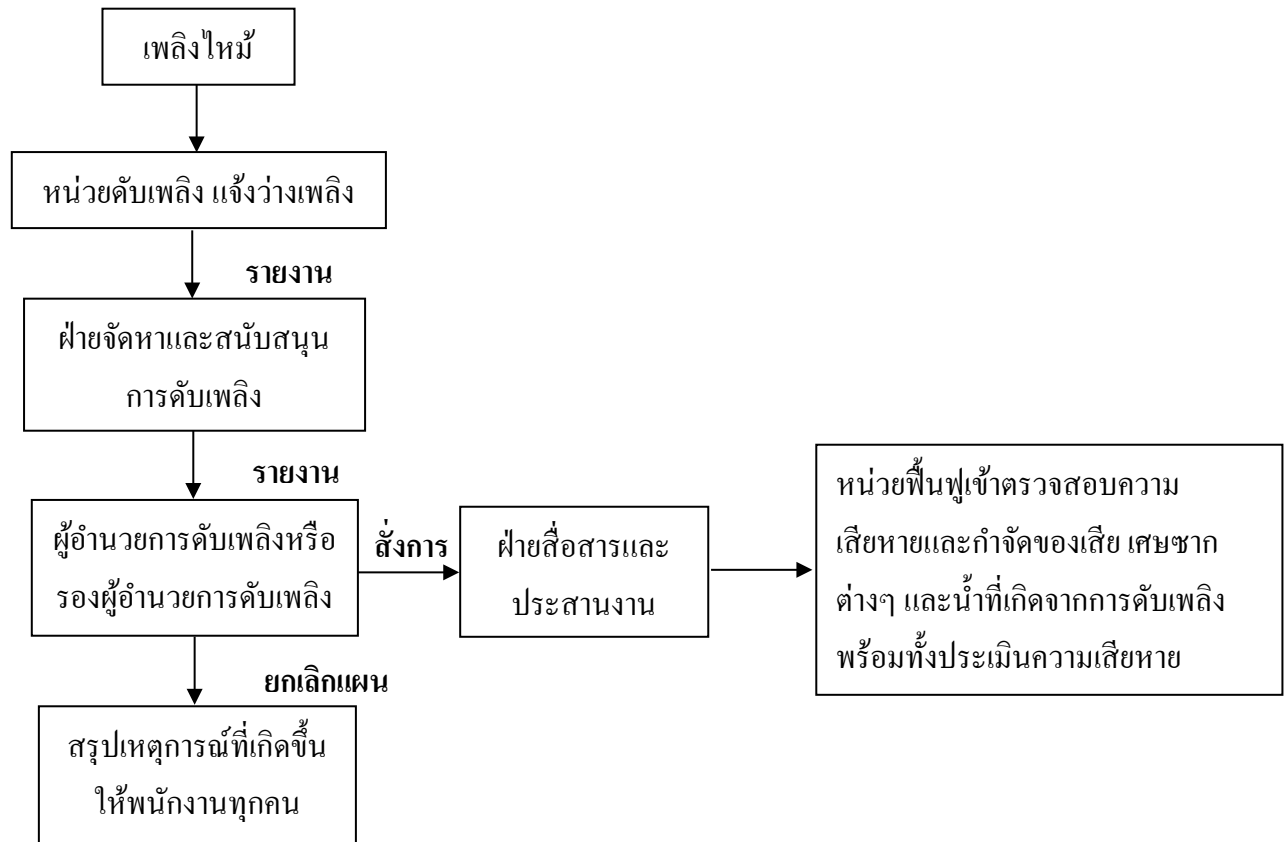 เพลิงไหม้
หน่วยดับเพลิง แจ้งว่างเพลิง
รายงาน
ฝ่ายจัดหาและสนับสนุน
การดับเพลิง
รายงาน
ผู้อำนวยการดับเพลิงหรือ
รองผู้อำนวยการดับเพลิง
สั่งการ
ฝ่ายสื่อสารและ
ประสานงาน
หน่วยฟื้นฟูเข้าตรวจสอบความ
เสียหายและกำจัดของเสีย เศษซาก
ต่างๆ และน้ำที่เกิดจากการดับเพลิง
พร้อมทั้งประเมินความเสียหาย
ยกเลิกแผน
สรุปเหตุการณ์ที่เกิดขึ้น
ให้พนักงานทุกคน